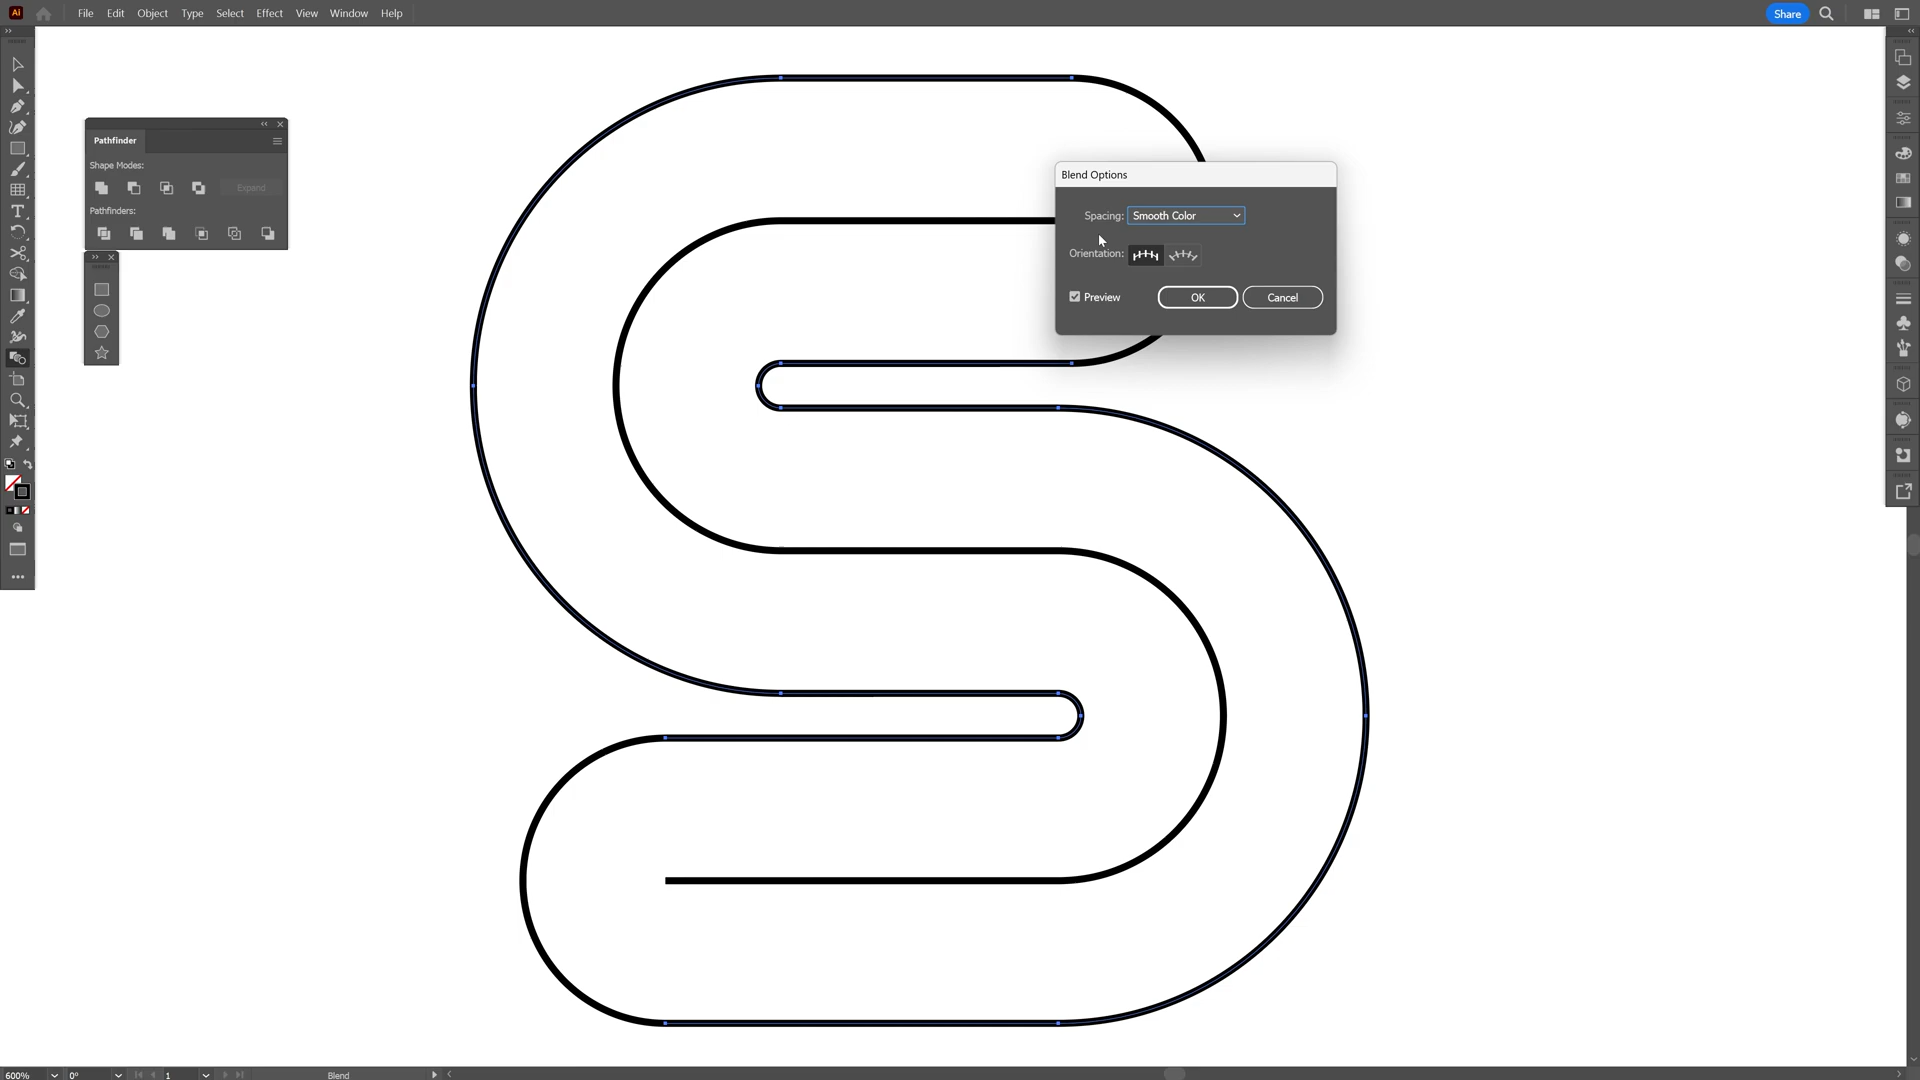 Ai
File Edit Object Type Select Effect View Window Help
Share
Pathfinder
Shape Modes:
Expand
Pathfinders:
T
Blend Options
Spacing: Smooth Color
Orientation:
Preview
OK
Cancel
600%
0°
1
Blend